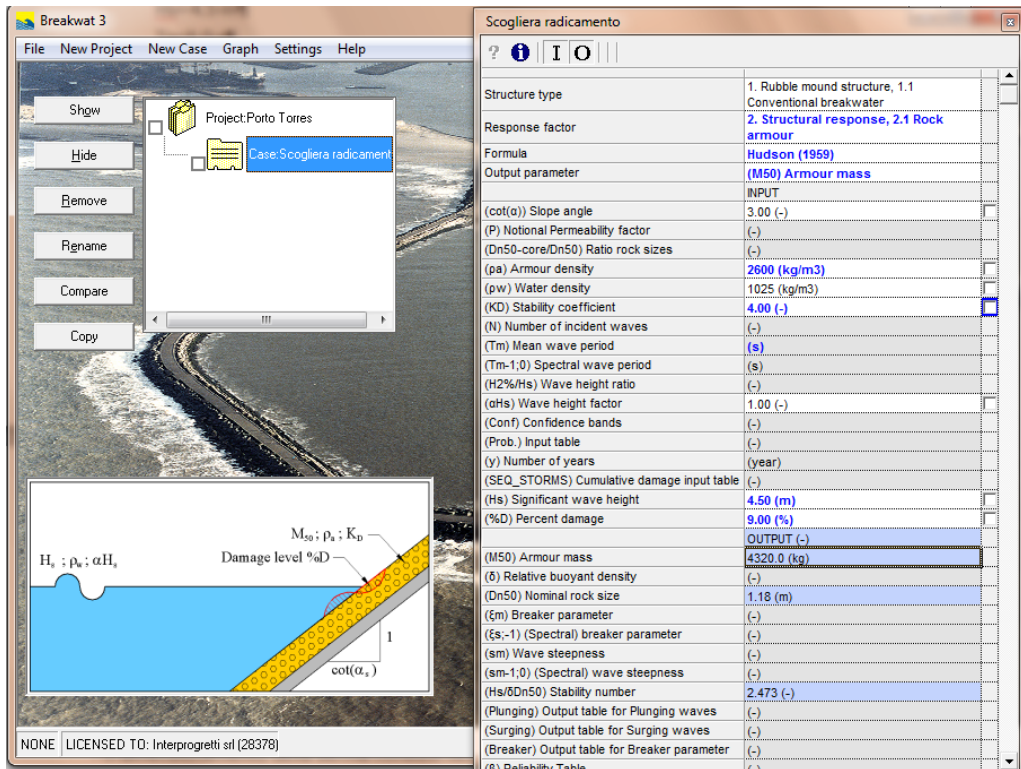 Breakwat 3
File New Project New Case Graph Settings Help
Show
Hide
Remove
Rename
Compare
Copy
Project:Porto Torres
Case:Scogliera radicament
Hs ; ρw ; αHs
M50 ; ρa ; KD
Damage level %D
1
cot(αs)
NONE LICENSED TO: Interprogretti srl (28378)
Scogliera radicamento
? i I O
Structure type 1. Rubble mound structure, 1.1
Conventional breakwater
Response factor 2. Structural response, 2.1 Rock
armour
Formula Hudson (1959)
Output parameter (M50) Armour mass
INPUT
(cot(α)) Slope angle 3.00 (-)
(P) Notional Permeability factor (-)
(Dn50-core/Dn50) Ratio rock sizes (-)
(ρa) Armour density 2600 (kg/m3)
(ρw) Water density 1025 (kg/m3)
(KD) Stability coefficient 4.00 (-)
(N) Number of incident waves (-)
(Tm) Mean wave period (s)
(Tm-1;0) Spectral wave period (s)
(H2%/Hs) Wave height ratio (-)
(αHs) Wave height factor 1.00 (-)
(Conf) Confidence bands (-)
(Prob.) Input table (-)
(y) Number of years (year)
(SEQ_STORMS) Cumulative damage input table (-)
(Hs) Significant wave height 4.50 (m)
(%D) Percent damage 9.00 (%)
OUTPUT (-)
(M50) Armour mass 4320.0 (kg)
(δ) Relative buoyant density (-)
(Dn50) Nominal rock size 1.18 (m)
(ξm) Breaker parameter (-)
(ξs;-1) (Spectral) breaker parameter (-)
(sm) Wave steepness (-)
(sm-1;0) (Spectral) wave steepness (-)
(Hs/δDn50) Stability number 2.473 (-)
(Plunging) Output table for Plunging waves (-)
(Surging) Output table for Surging waves (-)
(Breaker) Output table for Breaker parameter (-)
(β) Reliability Table (-)